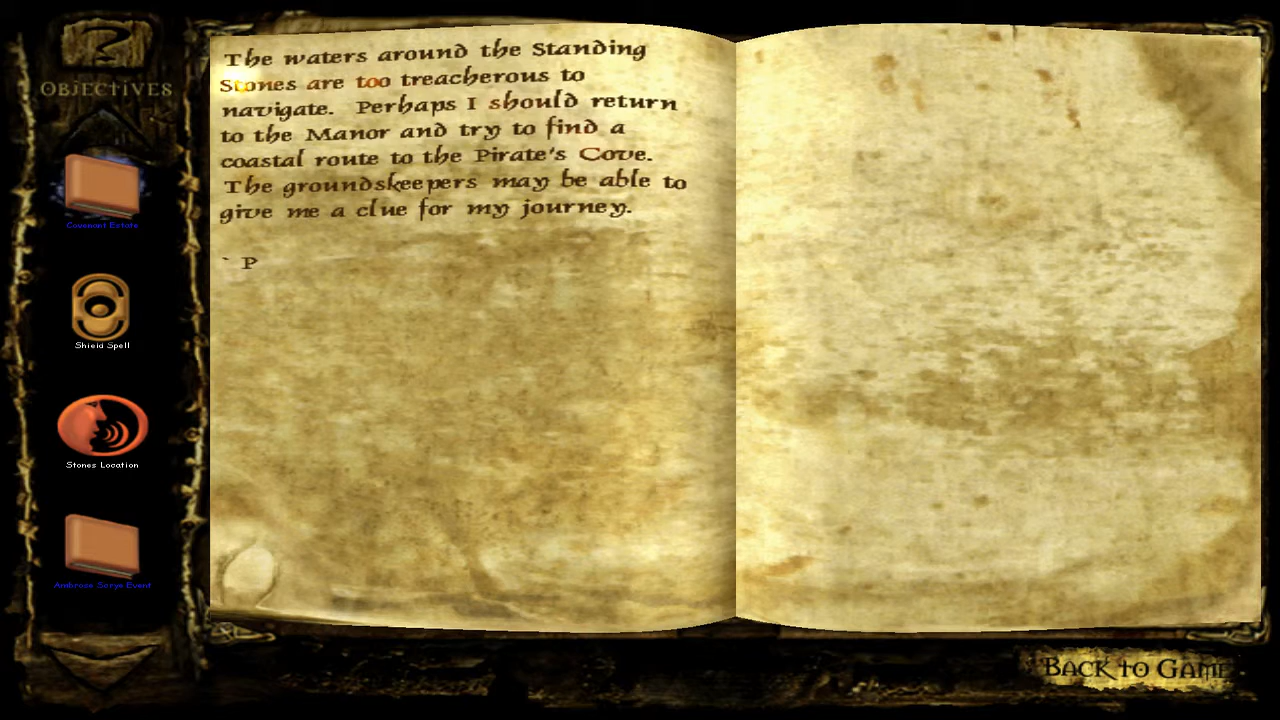 OBJECTIVES
Covenant Estate
Shield Spell
Stones Location
Ambrose Sorye Event
The waters around the Standing
Stones are too treacherous to
navigate. Perhaps I should return
to the Manor and try to find a
coastal route to the Pirate's Cove.
The groundskeepers may be able to
give me a clue for my journey.
` P
BACK TO GAME